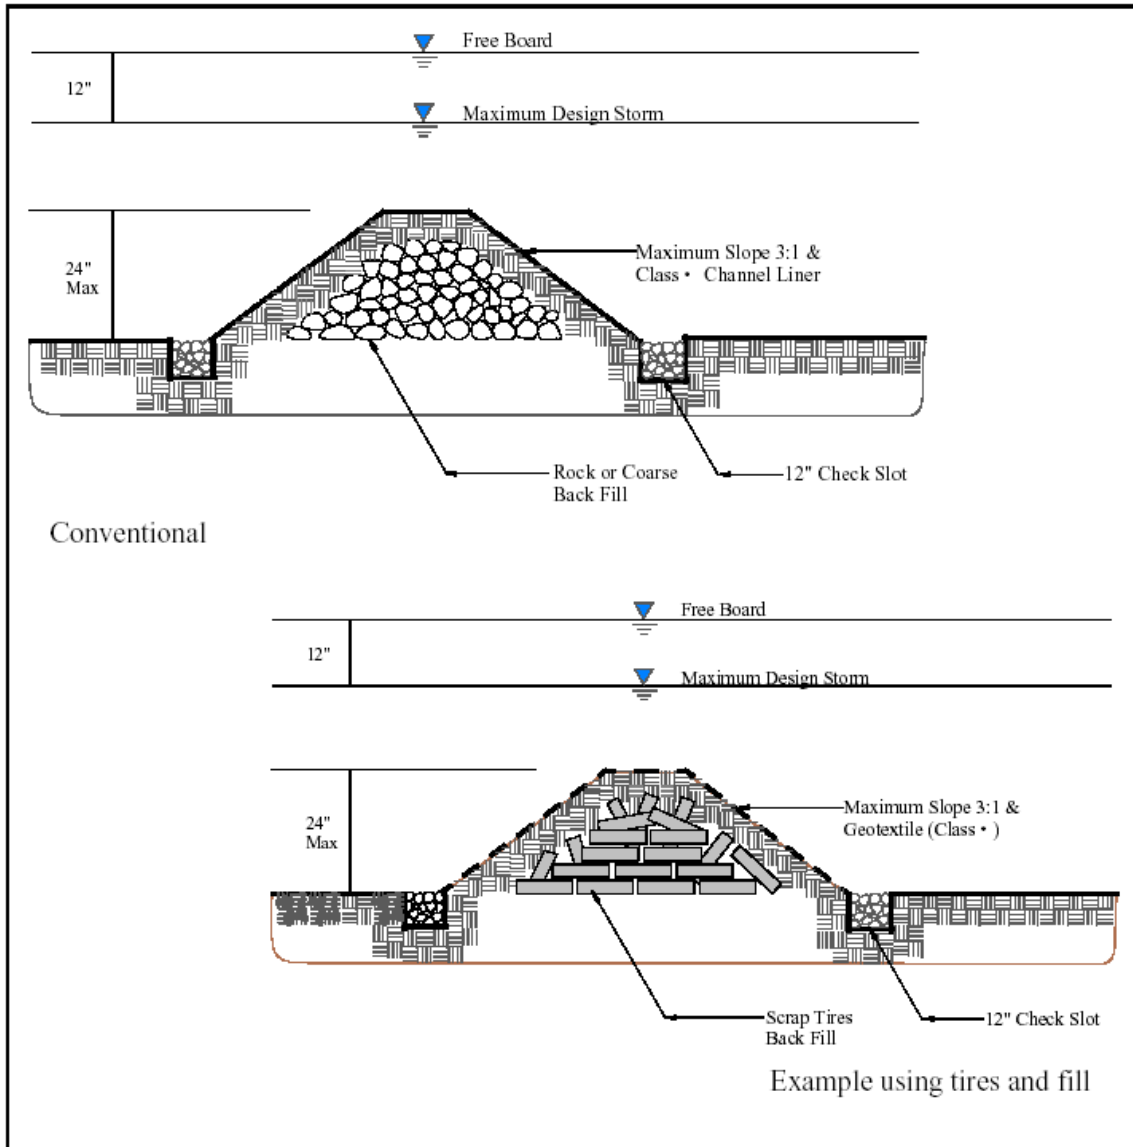 Free Board
12"
Maximum Design Storm
24"
Max
Maximum Slope 3:1 &
Class • Channel Liner
Rock or Coarse
Back Fill
12" Check Slot
Conventional
Free Board
12"
Maximum Design Storm
24"
Max
Maximum Slope 3:1 &
Geotextile (Class • )
Scrap Tires
Back Fill
12" Check Slot
Example using tires and fill